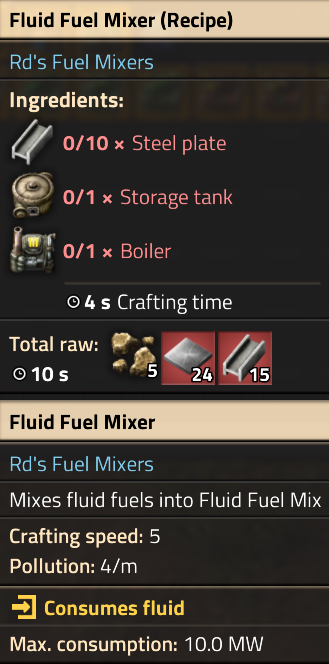 Fluid Fuel Mixer (Recipe)
Rd's Fuel Mixers
Ingredients:
0/10 × Steel plate
0/1 × Storage tank
0/1 × Boiler
4 s Crafting time
Total raw: 5 24 15
10 s
Fluid Fuel Mixer
Rd's Fuel Mixers
Mixes fluid fuels into Fluid Fuel Mix
Crafting speed: 5
Pollution: 4/m
Consumes fluid
Max. consumption: 10.0 MW